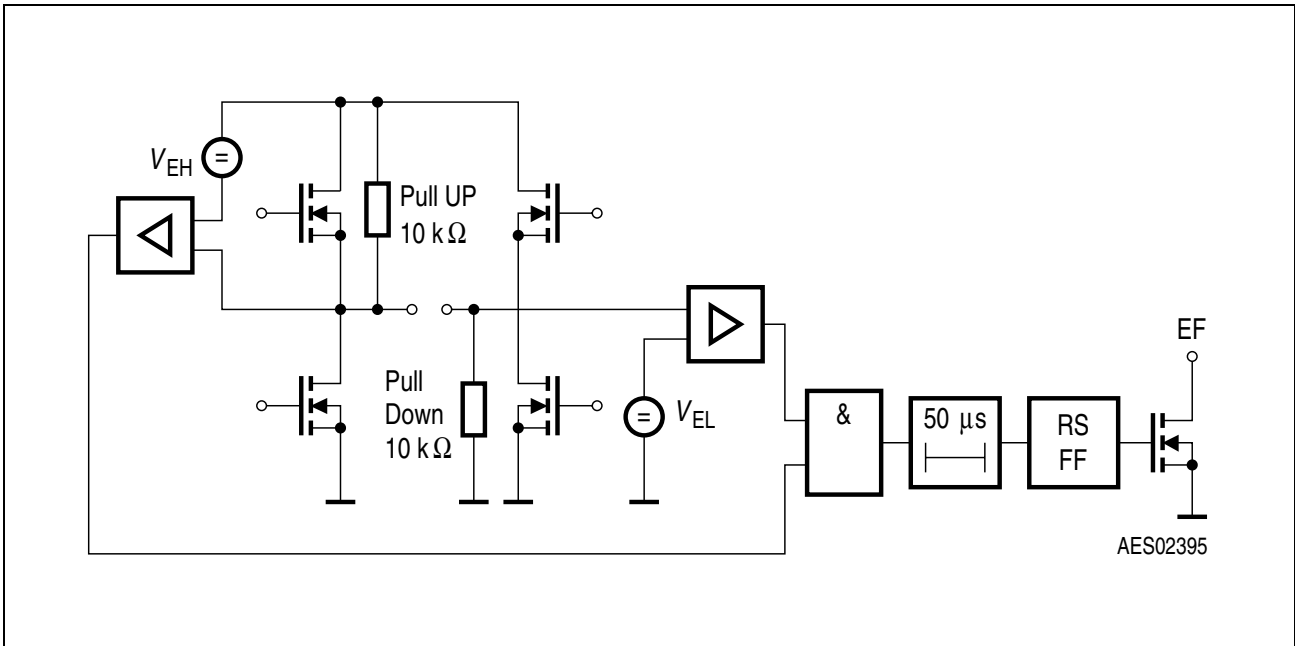 V_EH
=
Pull UP
10 kΩ
Pull
Down
10 kΩ
=
V_EL
&
50 μs
RS
FF
EF
AES02395